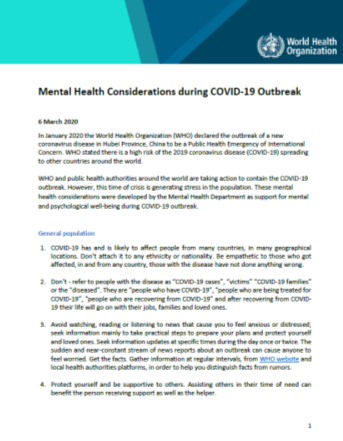 World Health
Organization
Mental Health Considerations during COVID-19 Outbreak
6 March 2020
In January 2020 the World Health Organization (WHO) declared the outbreak of a new
coronavirus disease in Hubei Province, China to be a Public Health Emergency of International
Concern. WHO stated there is a high risk of the 2019 coronavirus disease (COVID-19) spreading
to other countries around the world.
WHO and public health authorities around the world are taking action to contain the COVID-19
outbreak. However, this time of crisis is generating stress in the population. These mental
health considerations were developed by the Mental Health Department as support for mental
and psychological well-being during COVID-19 outbreak.
General population
1. COVID-19 has and is likely to affect people from many countries, in many geographical
locations. Don't attach it to any ethnicity or nationality. Be empathetic to those who got
affected, in and from any country, those with the disease have not done anything wrong.
2. Don't - refer to people with the disease as "COVID-19 cases", "victims" "COVID-19 families"
or the "diseased". They are "people who have COVID-19", "people who are being treated for
COVID-19", "people who are recovering from COVID-19" and after recovering from COVID-
19 their life will go on with their jobs, families and loved ones.
3. Avoid watching, reading or listening to news that cause you to feel anxious or distressed;
seek information mainly to take practical steps to prepare your plans and protect yourself
and loved ones. Seek information updates at specific times during the day once or twice. The
sudden and near-constant stream of news reports about an outbreak can cause anyone to
feel worried. Get the facts. Gather information at regular intervals, from WHO website and
local health authorities platforms, in order to help you distinguish facts from rumors.
4. Protect yourself and be supportive to others. Assisting others in their time of need can
benefit the person receiving support as well as the helper.
1